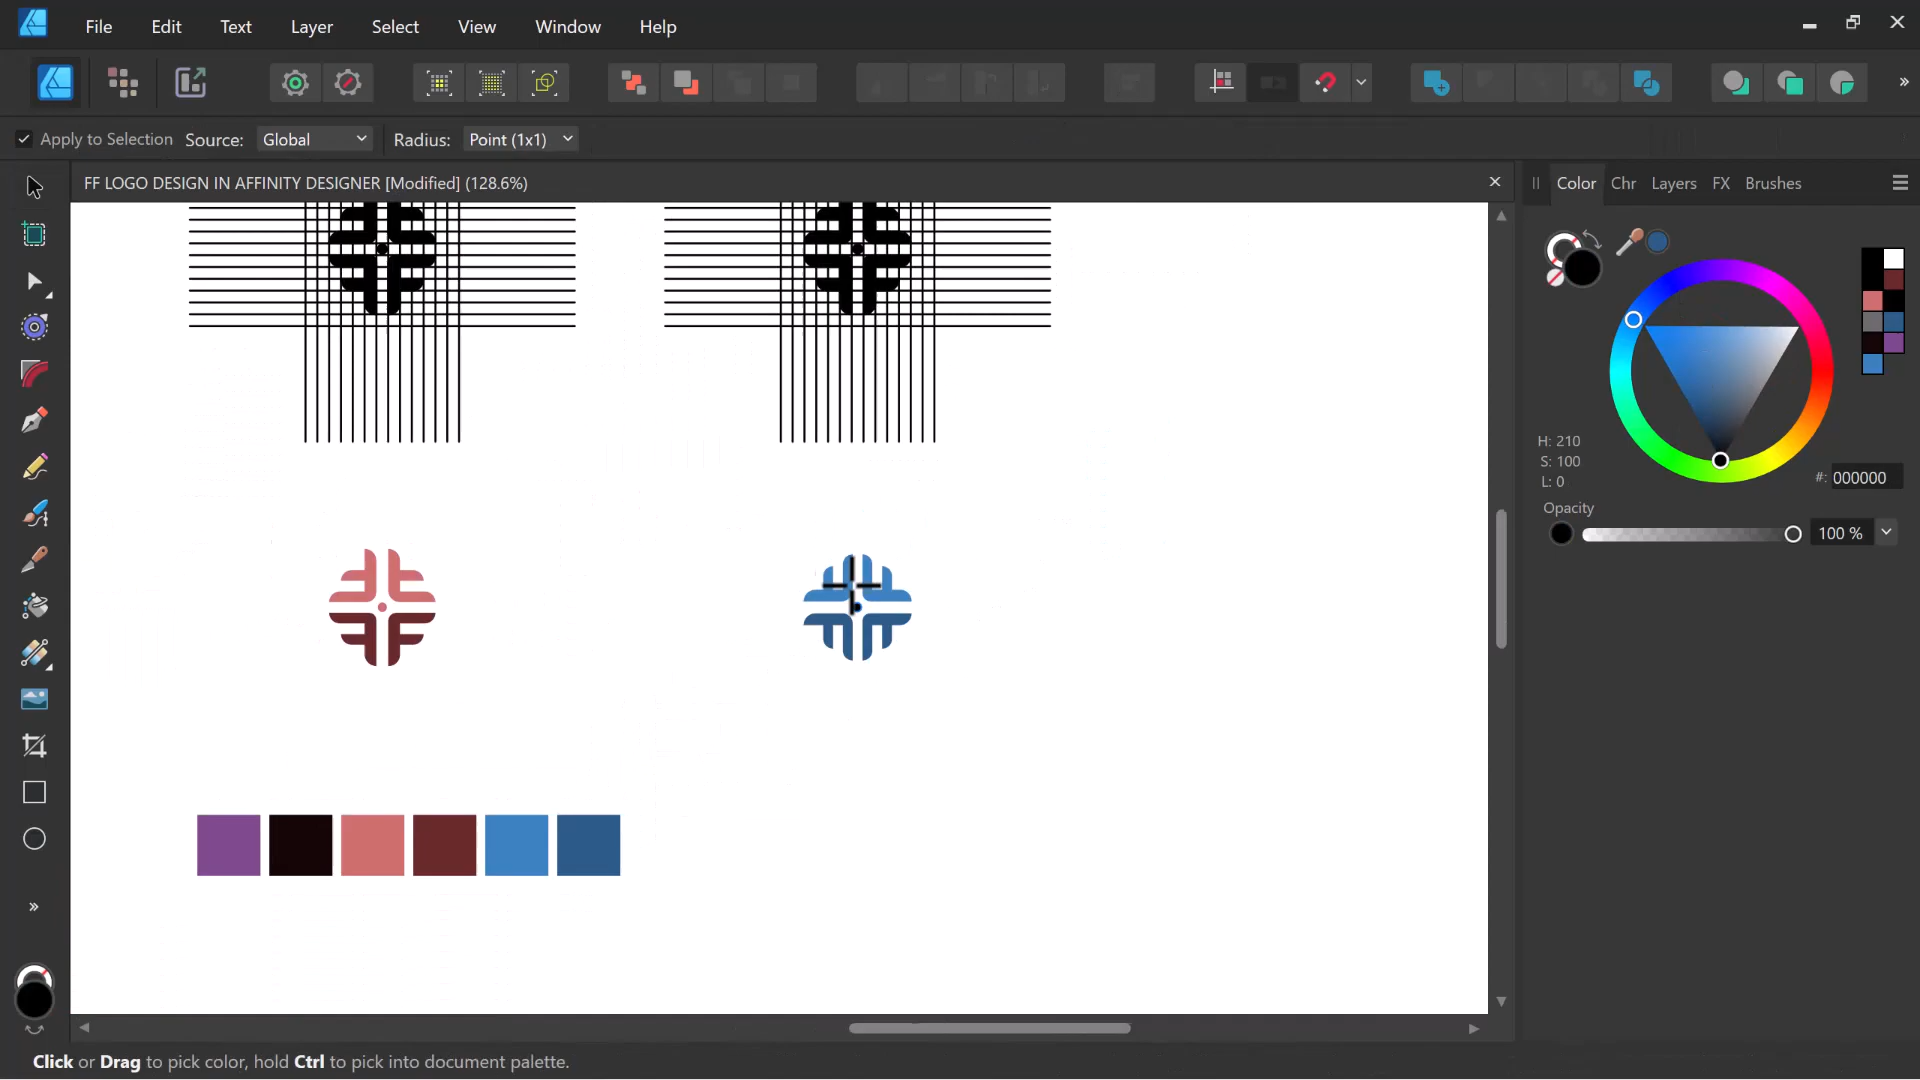 File Edit Text Layer Select View Window Help
Apply to Selection Source: Global Radius: Point (1x1)
FF LOGO DESIGN IN AFFINITY DESIGNER [Modified] (128.6%)
Color Chr Layers FX Brushes
H: 210
S: 100
L: 0
#: 000000
Opacity
100 %
Click or Drag to pick color, hold Ctrl to pick into document palette.